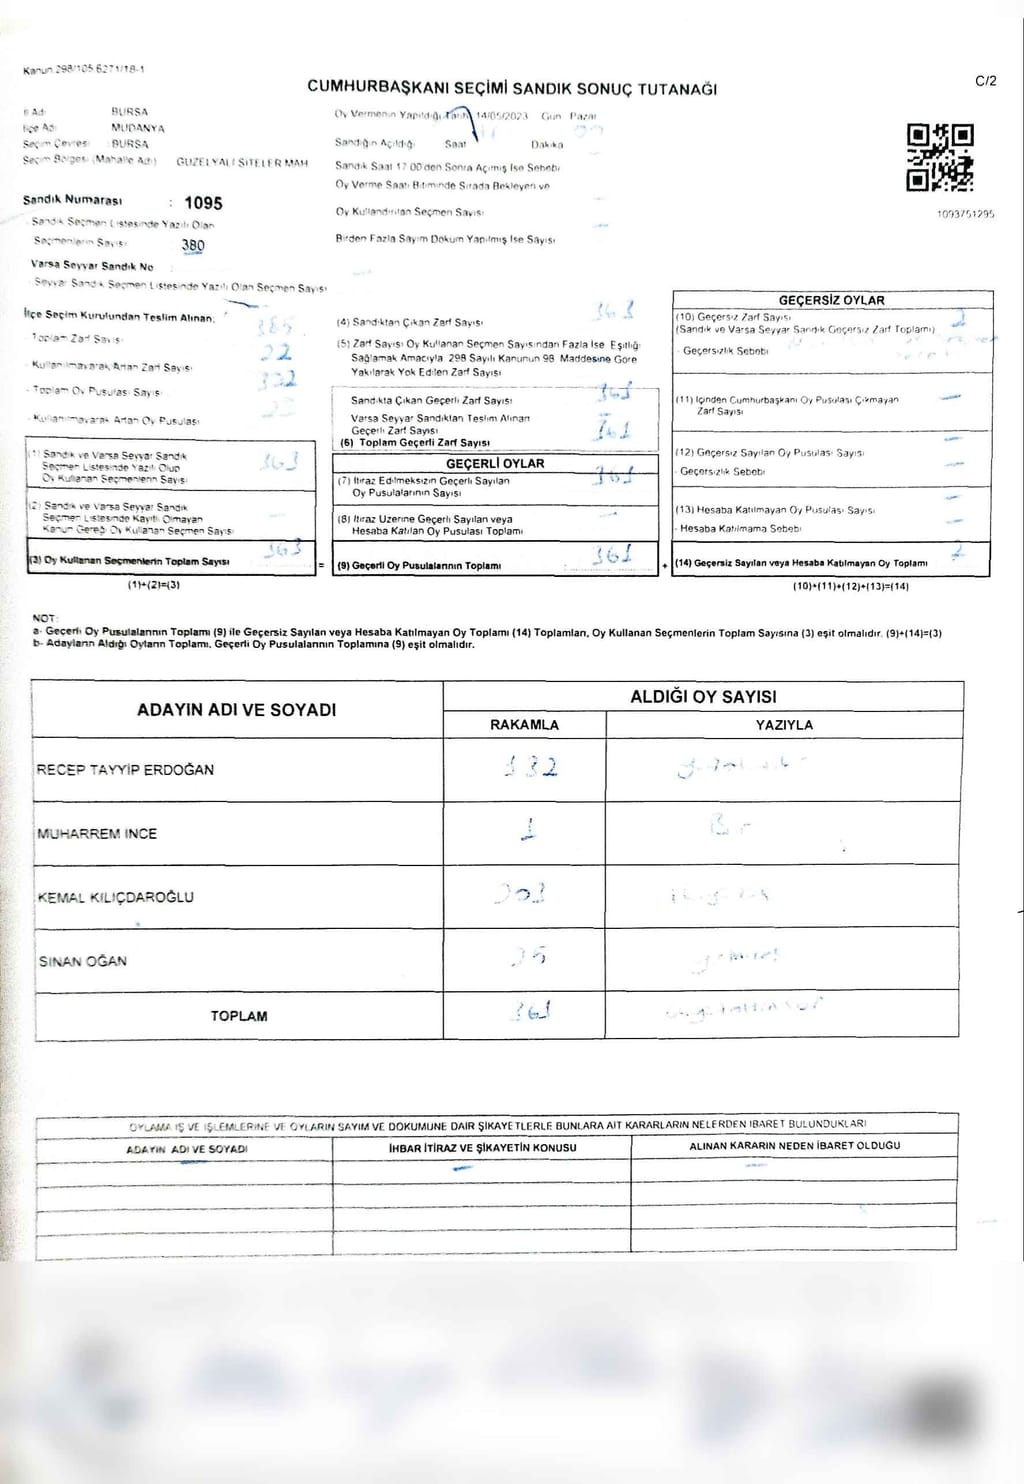 Kanun 298/105 6271/18-1
CUMHURBAŞKANI SEÇİMİ SANDIK SONUÇ TUTANAĞI
C/2
İl Adı : BURSA
İlçe Adı : MUDANYA
Seçim Çevresi : BURSA
Seçim Bölgesi (Mahalle Adı) : GÜZELYALI SİTELER MAH
Sandık Numarası : 1095
Sandık Seçmen Listesinde Yazılı Olan
Seçmenlerin Sayısı 380
Varsa Seyyar Sandık No :
Seyyar Sandık Seçmen Listesinde Yazılı Olan Seçmen Sayısı
Oy Vermenin Yapıldığı Tarih 14/05/2023 Gün Pazar
Sandığın Açıldığı Saat Dakika
Sandık Saat 17.00'den Sonra Açılmış İse Sebebi
Oy Verme Saati Bitiminde Sırada Bekleyen ve
Oy Kullandırılan Seçmen Sayısı
Birden Fazla Sayım Döküm Yapılmış İse Sayısı
1093751295
İlçe Seçim Kurulundan Teslim Alınan;
Toplam Zarf Sayısı 385
- Kullanılmayarak Artan Zarf Sayısı 22
- Toplam Oy Pusulası Sayısı
- Kullanılmayarak Artan Oy Pusulası
(1) Sandık ve Varsa Seyyar Sandık
Seçmen Listesinde Yazılı Olup
Oy Kullanan Seçmenlerin Sayısı 363
(2) Sandık ve Varsa Seyyar Sandık
Seçmen Listesinde Kayıtlı Olmayan
Kanun Gereği Oy Kullanan Seçmen Sayısı
(3) Oy Kullanan Seçmenlerin Toplam Sayısı 363
(1)+(2)=(3)
(4) Sandıktan Çıkan Zarf Sayısı 363
(5) Zarf Sayısı Oy Kullanan Seçmen Sayısından Fazla İse Eşitliği
Sağlamak Amacıyla 298 Sayılı Kanunun 98. Maddesine Göre
Yakılarak Yok Edilen Zarf Sayısı
Sandıkta Çıkan Geçerli Zarf Sayısı 361
Varsa Seyyar Sandıktan Teslim Alınan
Geçerli Zarf Sayısı
(6) Toplam Geçerli Zarf Sayısı 361
GEÇERLİ OYLAR
(7) İtiraz Edilmeksizin Geçerli Sayılan
Oy Pusulalarının Sayısı 361
(8) İtiraz Üzerine Geçerli Sayılan veya
Hesaba Katılan Oy Pusulası Toplamı
= (9) Geçerli Oy Pusulalarının Toplamı : 361 +
GEÇERSİZ OYLAR
(10) Geçersiz Zarf Sayısı 2
(Sandık ve Varsa Seyyar Sandık Geçersiz Zarf Toplamı)
- Geçersizlik Sebebi
(11) İçinden Cumhurbaşkanı Oy Pusulası Çıkmayan
Zarf Sayısı
(12) Geçersiz Sayılan Oy Pusulası Sayısı
- Geçersizlik Sebebi
(13) Hesaba Katılmayan Oy Pusulası Sayısı
- Hesaba Katılmama Sebebi
(14) Geçersiz Sayılan veya Hesaba Katılmayan Oy Toplamı 2
(10)+(11)+(12)+(13)=(14)
NOT:
a- Geçerli Oy Pusulalarının Toplamı (9) ile Geçersiz Sayılan veya Hesaba Katılmayan Oy Toplamı (14) Toplamları, Oy Kullanan Seçmenlerin Toplam Sayısına (3) eşit olmalıdır. (9)+(14)=(3)
b- Adayların Aldığı Oyların Toplamı, Geçerli Oy Pusulalarının Toplamına (9) eşit olmalıdır.
ADAYIN ADI VE SOYADI
ALDIĞI OY SAYISI
RAKAMLA YAZIYLA
RECEP TAYYİP ERDOĞAN 132
MUHARREM İNCE 1 Bir
KEMAL KILIÇDAROĞLU 203
SİNAN OĞAN 25
TOPLAM 361
OYLAMA İŞ VE İŞLEMLERİNE VE OYLARIN SAYIM VE DÖKÜMÜNE DAİR ŞİKAYETLERLE BUNLARA AİT KARARLARIN NELERDEN İBARET BULUNDUKLARI
ADAYIN ADI VE SOYADI İHBAR İTİRAZ VE ŞİKAYETİN KONUSU ALINAN KARARIN NEDEN İBARET OLDUĞU